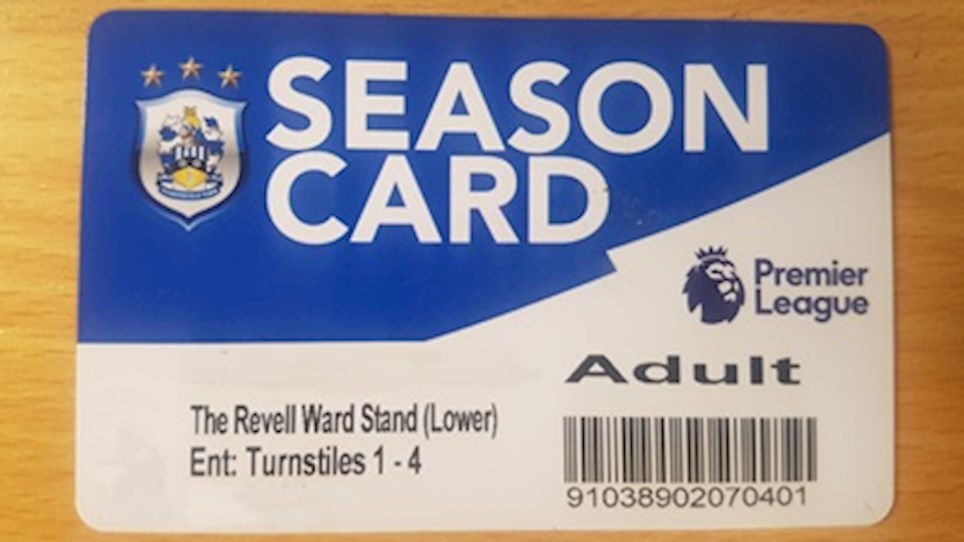 SEASON
CARD
Premier
League
Adult
The Revell Ward Stand (Lower)
Ent: Turnstiles 1 - 4
91038902070401